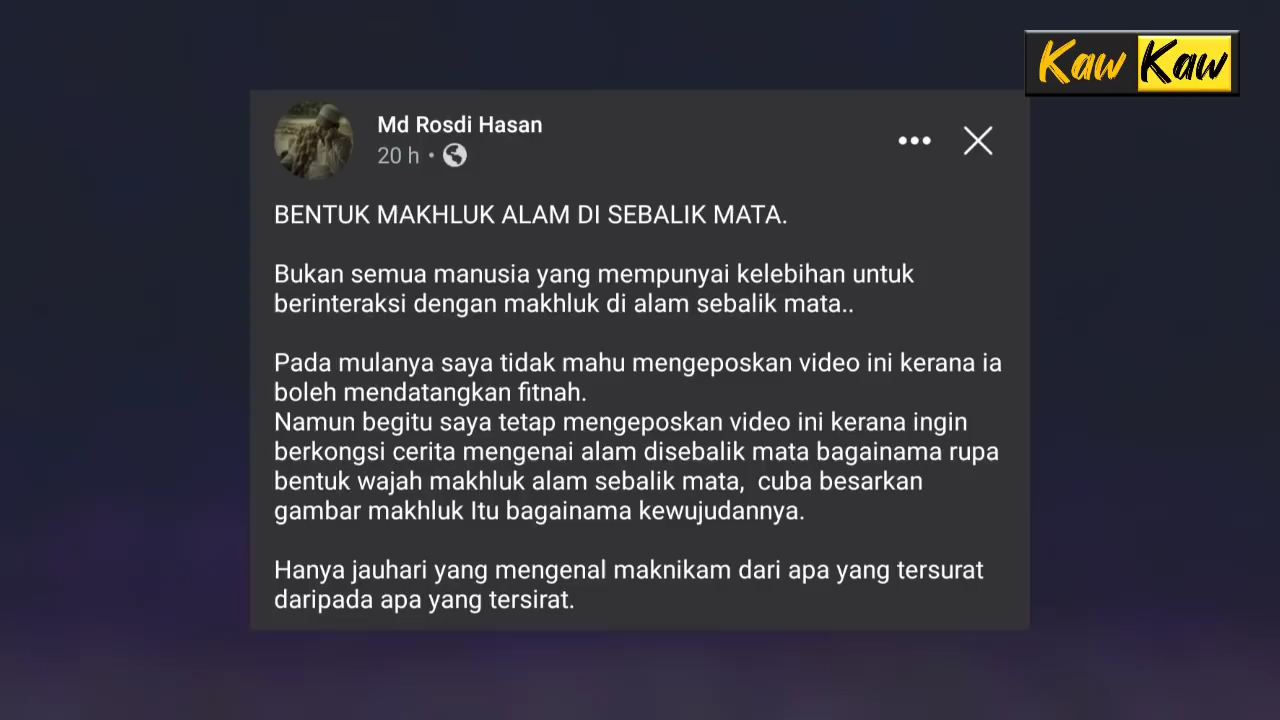 Kaw Kaw
Md Rosdi Hasan
20 h •
BENTUK MAKHLUK ALAM DI SEBALIK MATA.
Bukan semua manusia yang mempunyai kelebihan untuk
berinteraksi dengan makhluk di alam sebalik mata..
Pada mulanya saya tidak mahu mengeposkan video ini kerana ia
boleh mendatangkan fitnah.
Namun begitu saya tetap mengeposkan video ini kerana ingin
berkongsi cerita mengenai alam disebalik mata bagainama rupa
bentuk wajah makhluk alam sebalik mata,  cuba besarkan
gambar makhluk Itu bagainama kewujudannya.
Hanya jauhari yang mengenal maknikam dari apa yang tersurat
daripada apa yang tersirat.